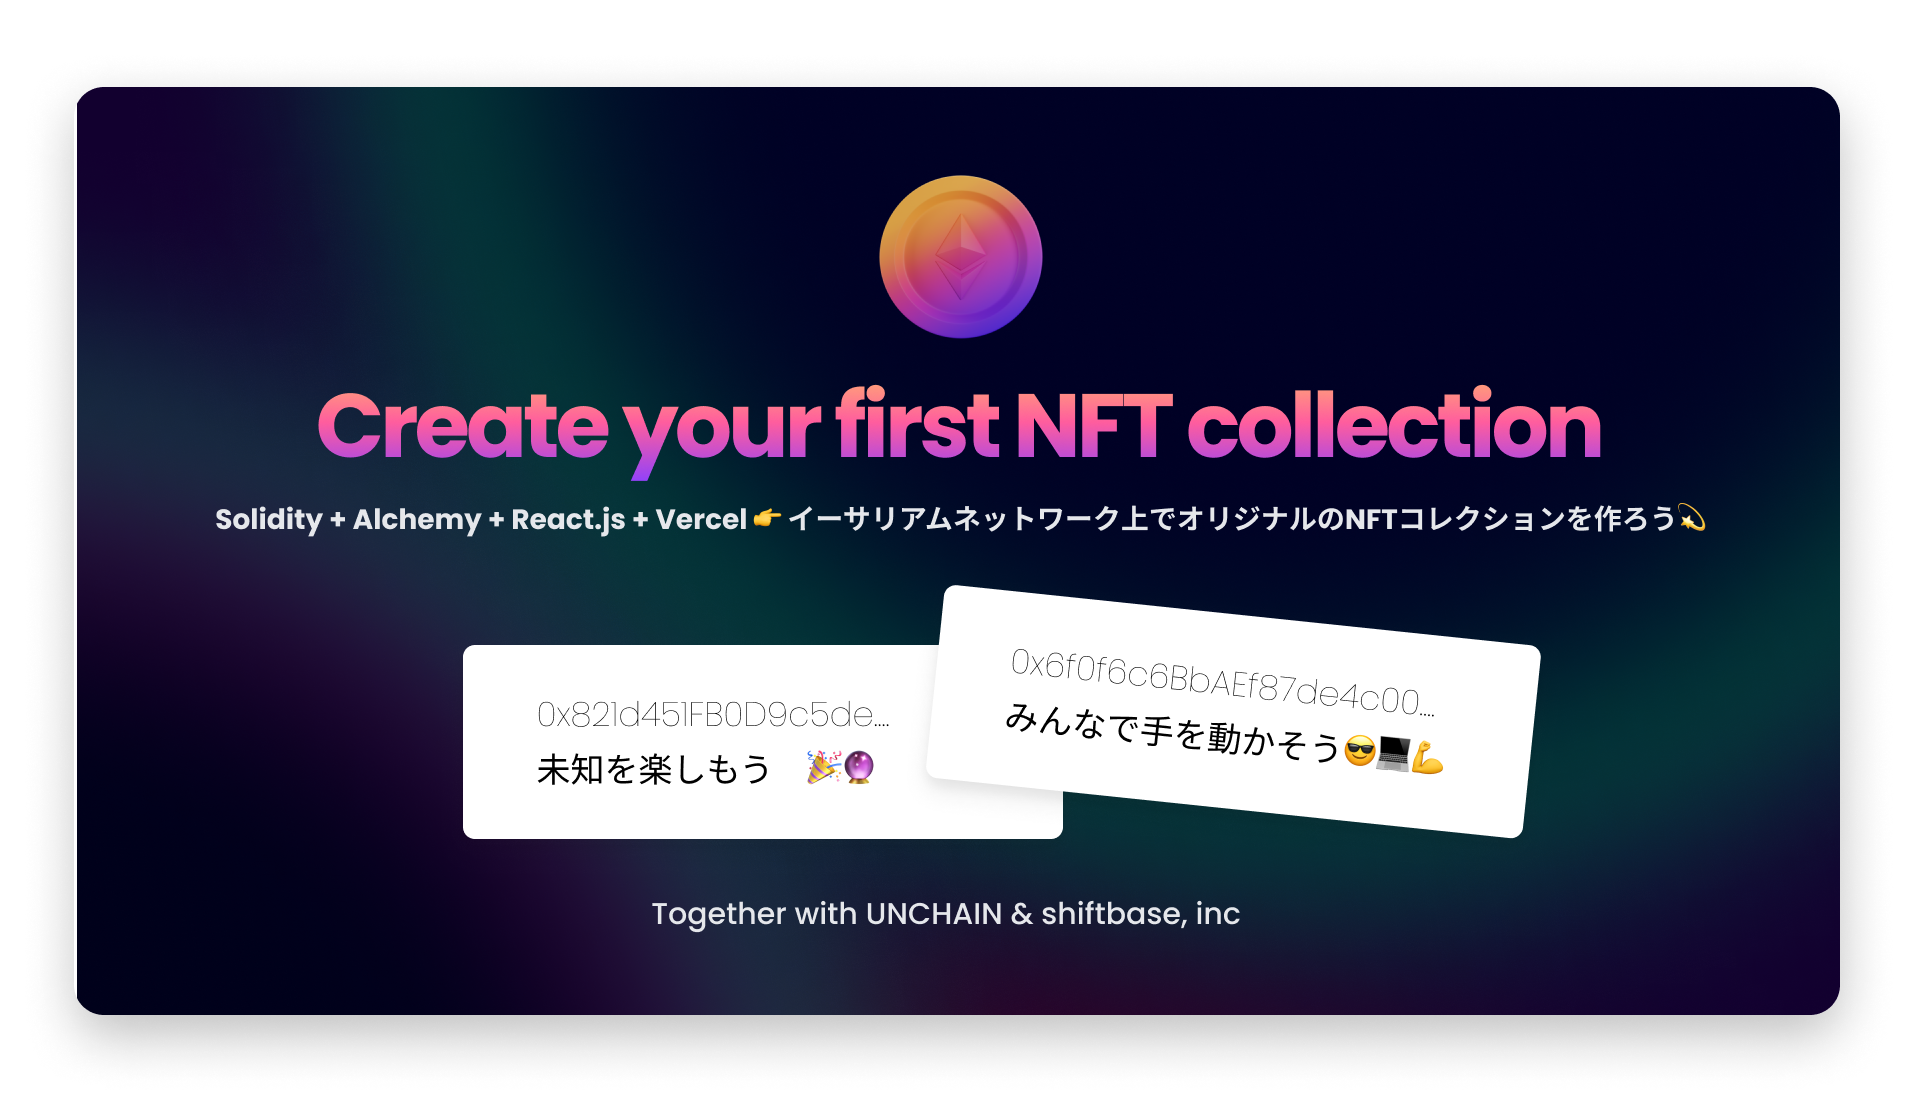 Create your first NFT collection
Solidity + Alchemy + React.js + Vercel 👉 イーサリアムネットワーク上でオリジナルのNFTコレクションを作ろう💫
0x821d451FB0D9c5de....
未知を楽しもう　🎉🔮
0x6f0f6c6BbAEf87de4c00....
みんなで手を動かそう😎💻💪
Together with UNCHAIN & shiftbase, inc